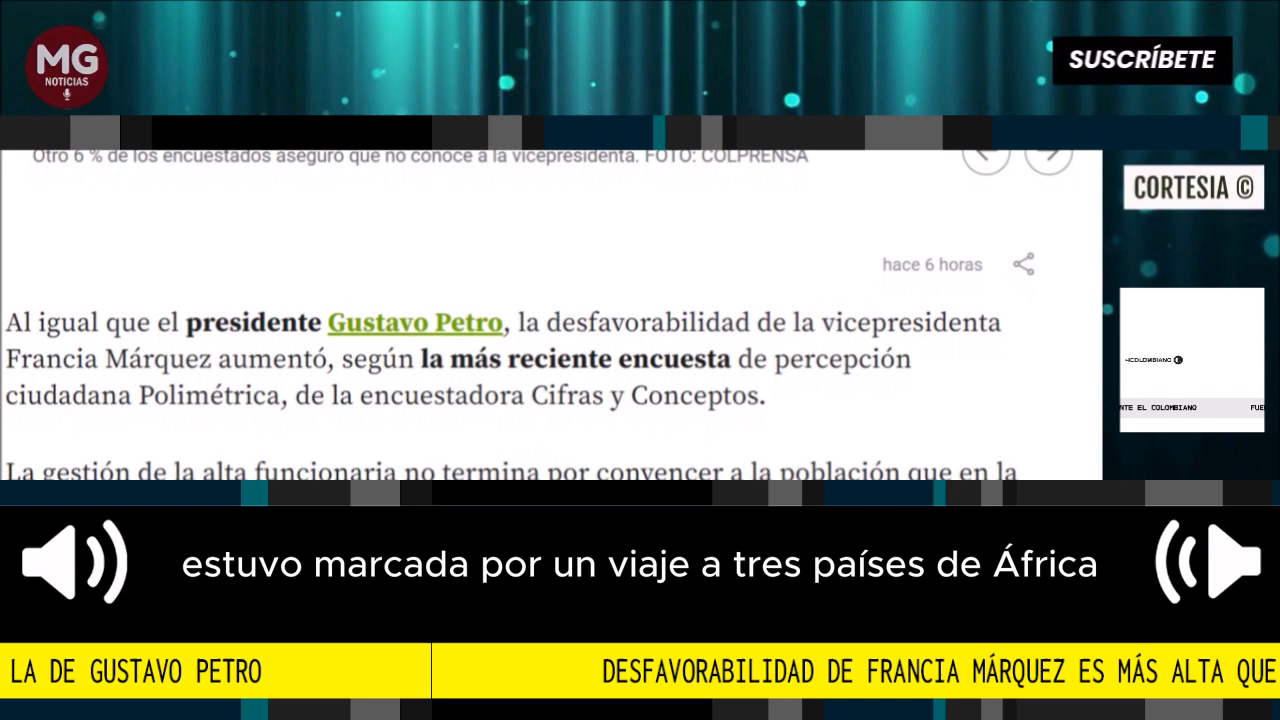 MG
NOTICIAS
SUSCRÍBETE
Otro 6 % de los encuestados aseguró que no conoce a la vicepresidenta. FOTO: COLPRENSA
CORTESIA ©
hace 6 horas
Al igual que el presidente Gustavo Petro, la desfavorabilidad de la vicepresidenta
Francia Márquez aumentó, según la más reciente encuesta de percepción
ciudadana Polimétrica, de la encuestadora Cifras y Conceptos.
La gestión de la alta funcionaria no termina por convencer a la población que en la
NTE EL COLOMBIANO FUE
estuvo marcada por un viaje a tres países de África
LA DE GUSTAVO PETRO DESFAVORABILIDAD DE FRANCIA MÁRQUEZ ES MÁS ALTA QUE